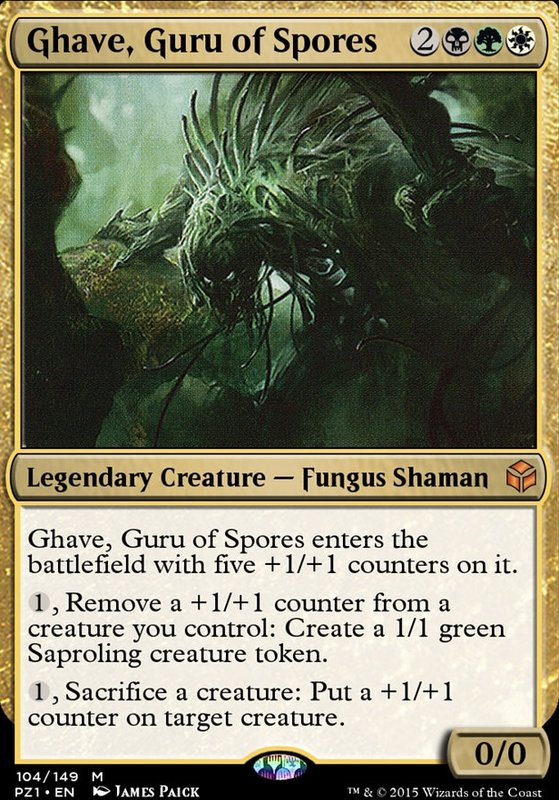 Ghave, Guru of Spores 2
Legendary Creature — Fungus Shaman
Ghave, Guru of Spores enters the
battlefield with five +1/+1 counters on it.
1, Remove a +1/+1 counter from a
creature you control: Create a 1/1 green
Saproling creature token.
1, Sacrifice a creature: Put a +1/+1
counter on target creature.
0/0
104/149 M
PZ1 • EN JAMES PAICK
™ & © 2015 Wizards of the Coast